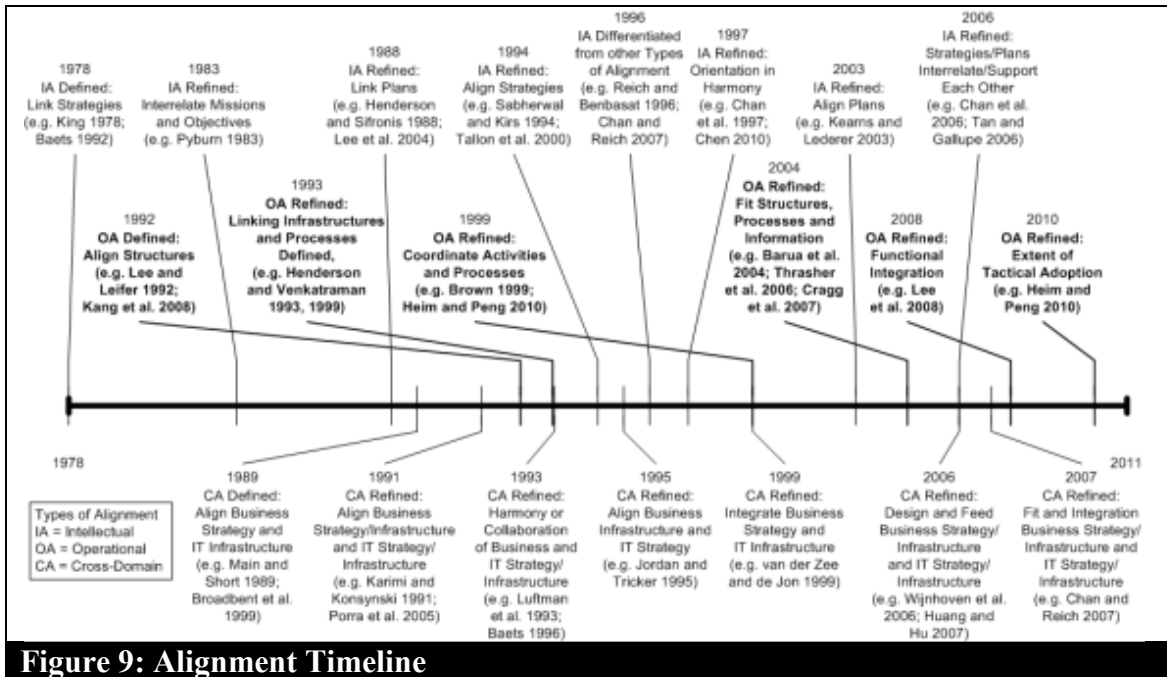 1978
IA Defined:
Link Strategies
(e.g. King 1978;
Baets 1992)
1983
IA Refined:
Interrelate Missions
and Objectives
(e.g. Pyburn 1983)
1988
IA Refined:
Link Plans
(e.g. Henderson
and Sifronis 1988;
Lee et al. 2004)
1994
IA Refined:
Align Strategies
(e.g. Sabherwal
and Kirs 1994;
Tallon et al. 2000)
1996
IA Differentiated
from other Types
of Alignment
(e.g. Reich and
Benbasat 1996;
Chan and
Reich 2007)
1997
IA Refined:
Orientation in
Harmony
(e.g. Chan
et al. 1997;
Chen 2010)
2003
IA Refined:
Align Plans
(e.g. Kearns and
Lederer 2003)
2006
IA Refined:
Strategies/Plans
Interrelate/Support
Each Other
(e.g. Chan et al.
2006; Tan and
Gallupe 2006)
1992
OA Defined:
Align Structures
(e.g. Lee and
Leifer 1992;
Kang et al. 2008)
1993
OA Refined:
Linking Infrastructures
and Processes
Defined,
(e.g. Henderson
and Venkatraman
1993, 1999)
1999
OA Refined:
Coordinate Activities
and Processes
(e.g. Brown 1999;
Heim and Peng 2010)
2004
OA Refined:
Fit Structures,
Processes and
Information
(e.g. Barua et al.
2004; Thrasher
et al. 2006; Cragg
et al. 2007)
2008
OA Refined:
Functional
Integration
(e.g. Lee
et al. 2008)
2010
OA Refined:
Extent of
Tactical Adoption
(e.g. Heim and
Peng 2010)
1978
2011
Types of Alignment
IA = Intellectual
OA = Operational
CA = Cross-Domain
1989
CA Defined:
Align Business
Strategy and
IT Infrastructure
(e.g. Main and
Short 1989;
Broadbent et al.
1999)
1991
CA Refined:
Align Business
Strategy/Infrastructure
and IT Strategy/
Infrastructure
(e.g. Karimi and
Konsynski 1991;
Porra et al. 2005)
1993
CA Refined:
Harmony or
Collaboration
of Business and
IT Strategy/
Infrastructure
(e.g. Luftman
et al. 1993;
Baets 1996)
1995
CA Refined:
Align Business
Infrastructure and
IT Strategy
(e.g. Jordan and
Tricker 1995)
1999
CA Refined:
Integrate Business
Strategy and
IT Infrastructure
(e.g. van der Zee
and de Jon 1999)
2006
CA Refined:
Design and Feed
Business Strategy/
Infrastructure
and IT Strategy/
Infrastructure
(e.g. Wijnhoven et al.
2006; Huang and
Hu 2007)
2007
CA Refined:
Fit and Integration
Business Strategy/
Infrastructure and
IT Strategy/
Infrastructure
(e.g. Chan and
Reich 2007)
Figure 9: Alignment Timeline